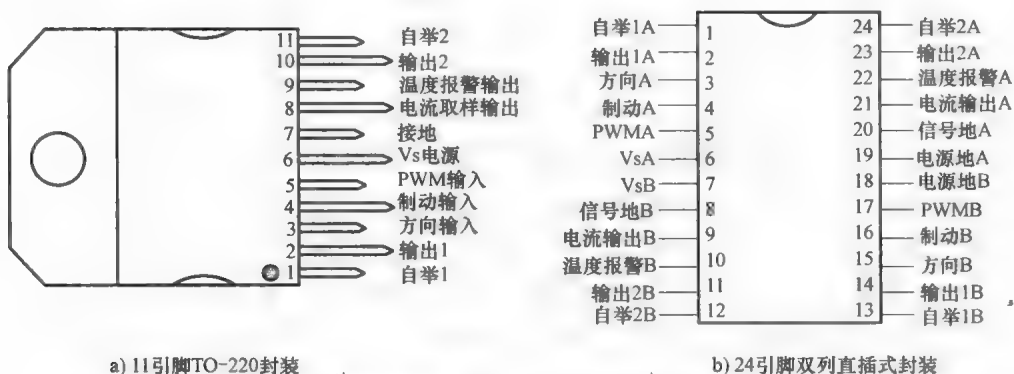 11 自举2
10 输出2
9 温度报警输出
8 电流取样输出
7 接地
6 Vs电源
5 PWM输入
4 制动输入
3 方向输入
2 输出1
1 自举1
a) 11引脚TO-220封装
自举1A 1 24 自举2A
输出1A 2 23 输出2A
方向A 3 22 温度报警A
制动A 4 21 电流输出A
PWMA 5 20 信号地A
VsA 6 19 电源地A
VsB 7 18 电源地B
信号地B 8 17 PWMB
电流输出B 9 16 制动B
温度报警B 10 15 方向B
输出2B 11 14 输出1B
自举2B 12 13 自举1B
b) 24引脚双列直插式封装